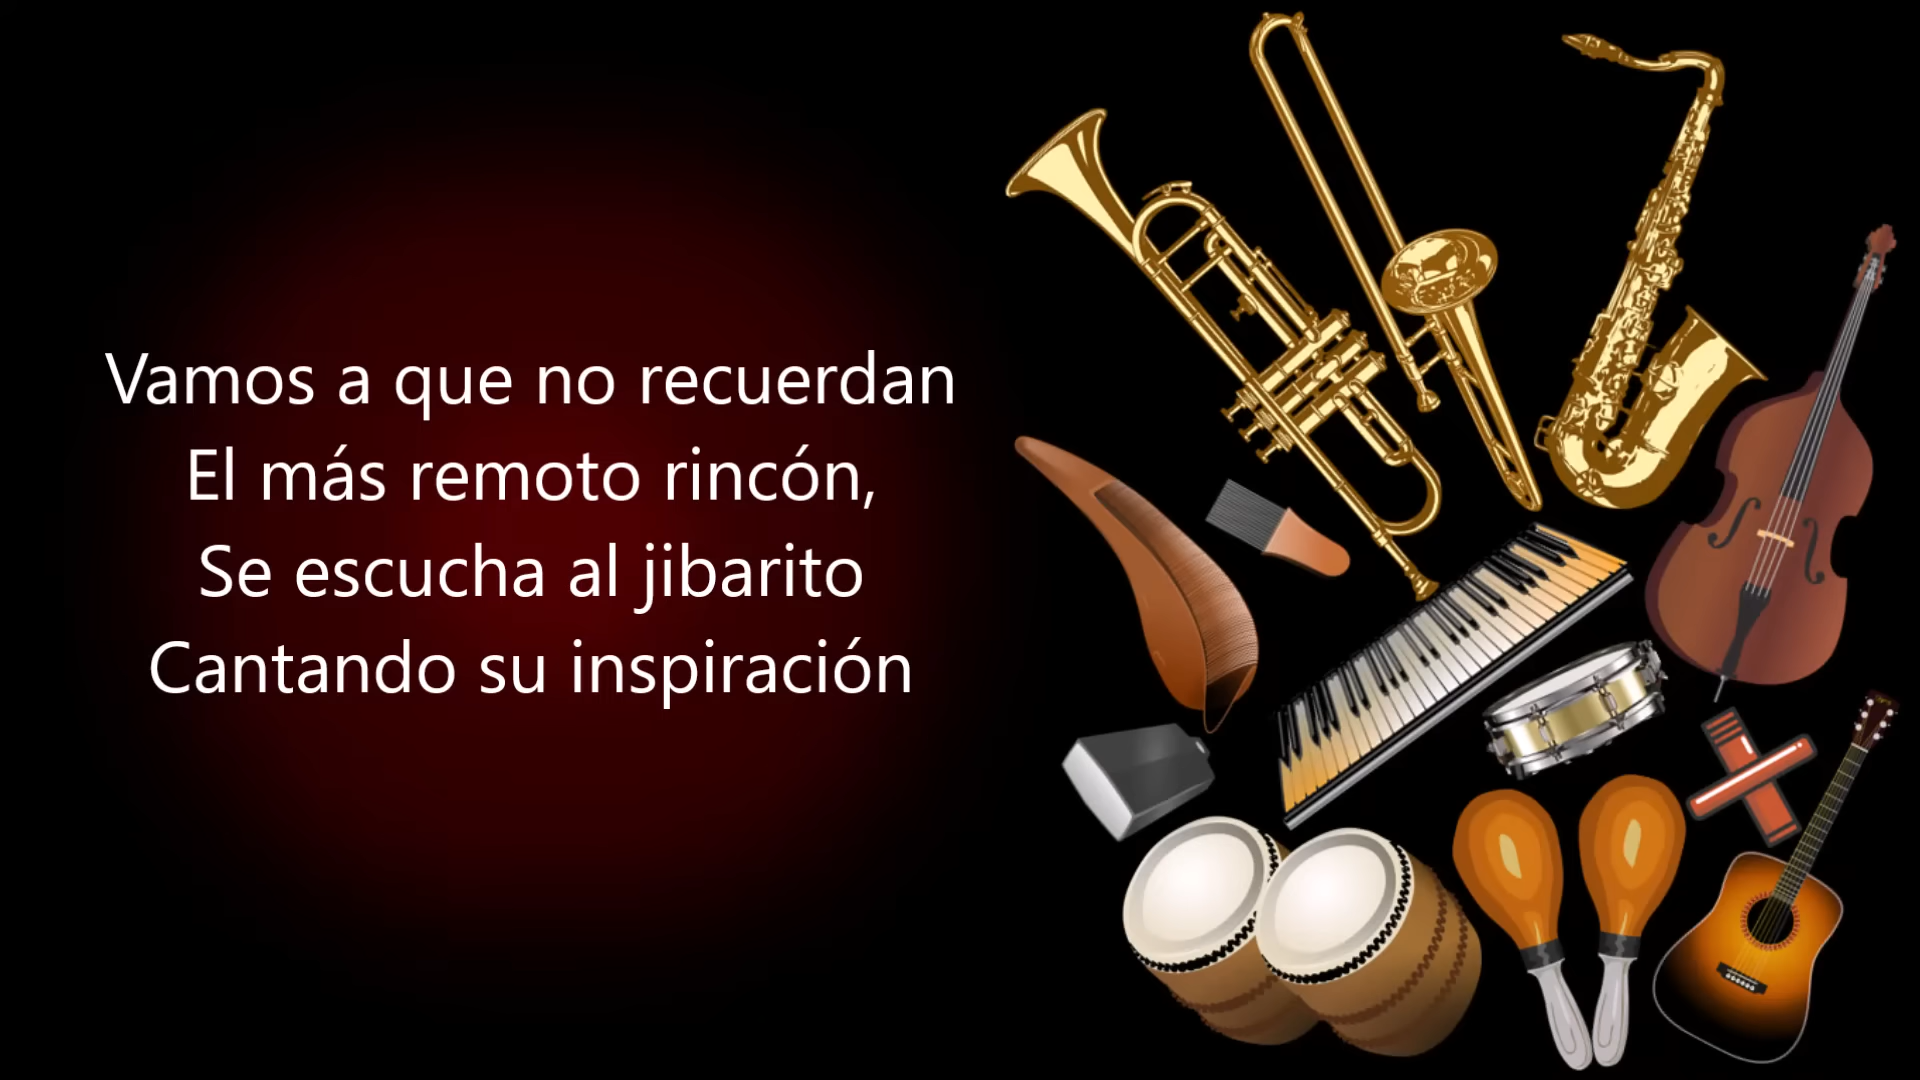 Vamos a que no recuerdan
El más remoto rincón,
Se escucha al jibarito
Cantando su inspiración